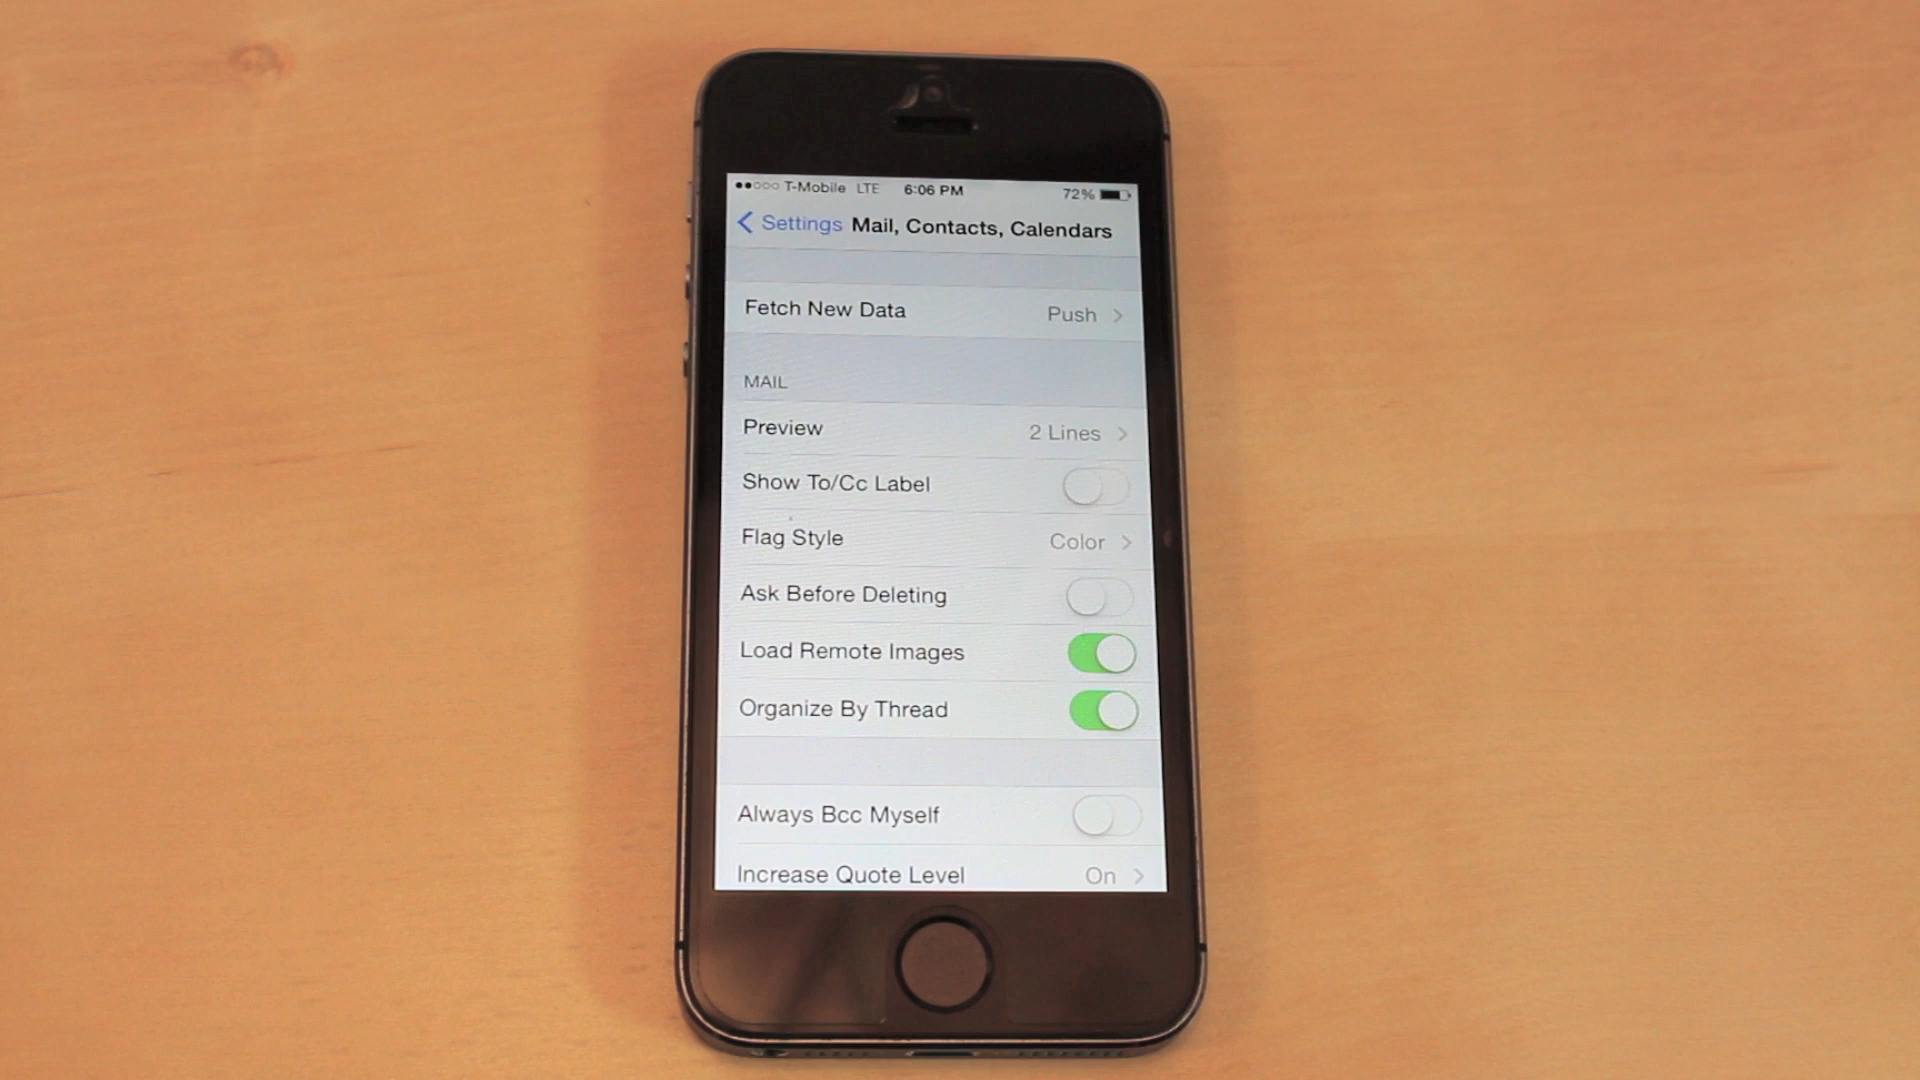 T-Mobile LTE 6:06 PM 72%
Settings Mail, Contacts, Calendars
Fetch New Data Push
MAIL
Preview 2 Lines
Show To/Cc Label
Flag Style Color
Ask Before Deleting
Load Remote Images
Organize By Thread
Always Bcc Myself
Increase Quote Level On